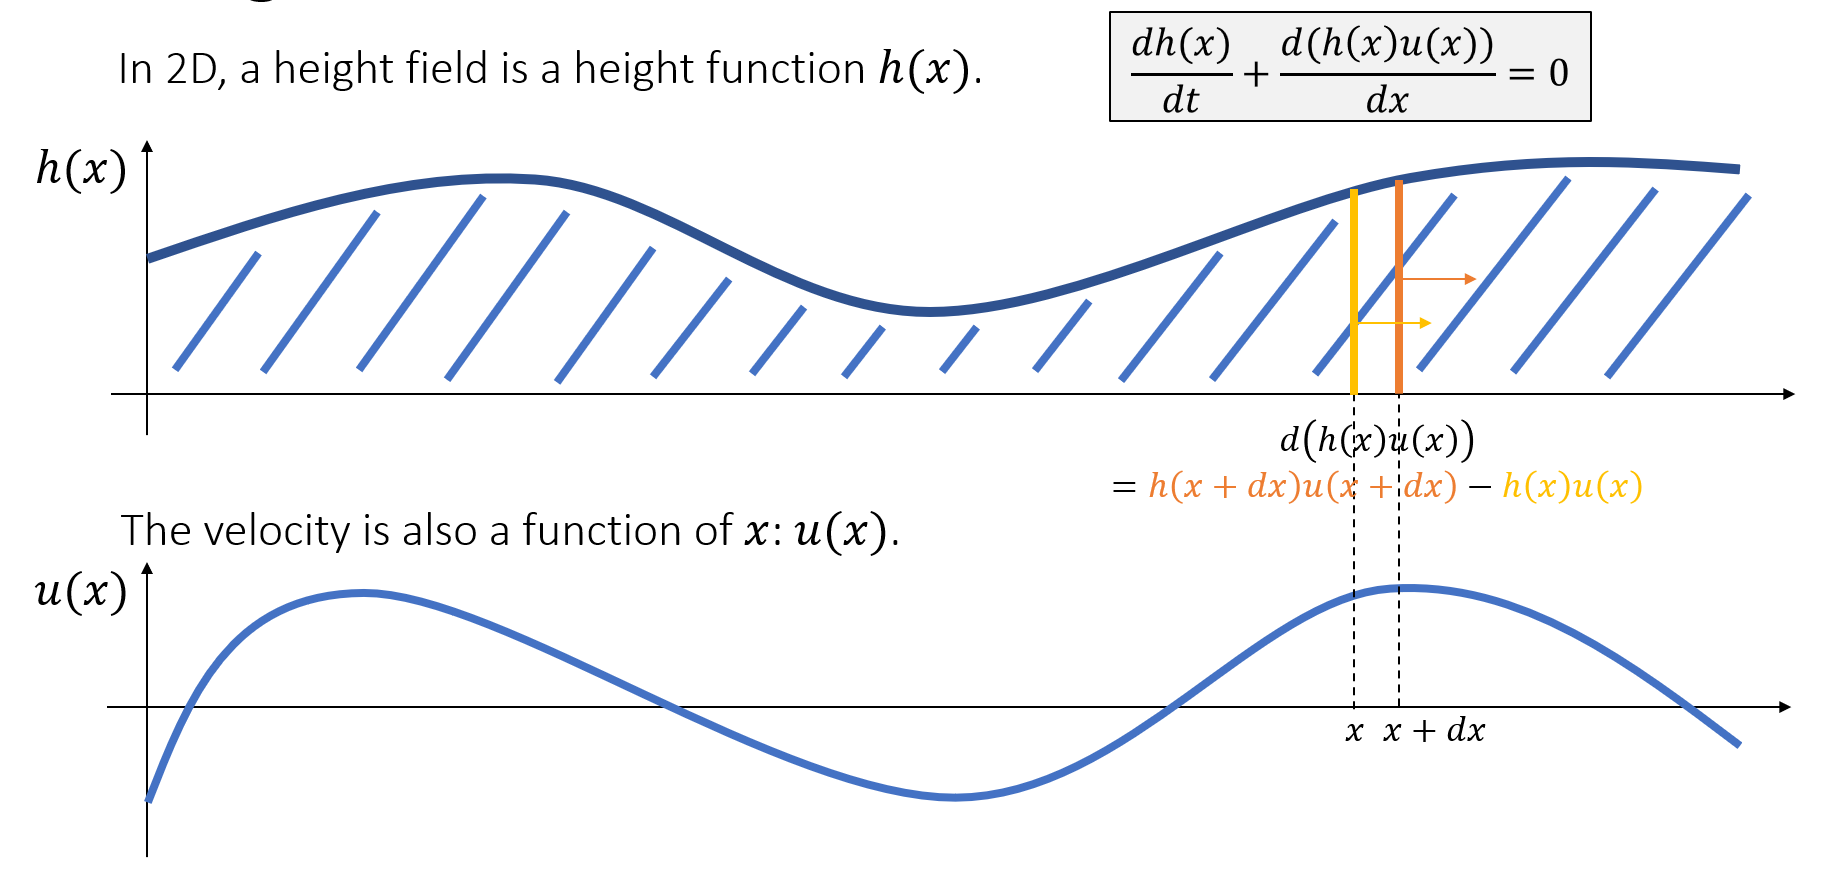 In 2D, a height field is a height function h(x).
dh(x)/dt + d(h(x)u(x))/dx = 0
h(x)
d(h(x)u(x))
= h(x + dx)u(x + dx) − h(x)u(x)
The velocity is also a function of x: u(x).
u(x)
x x + dx